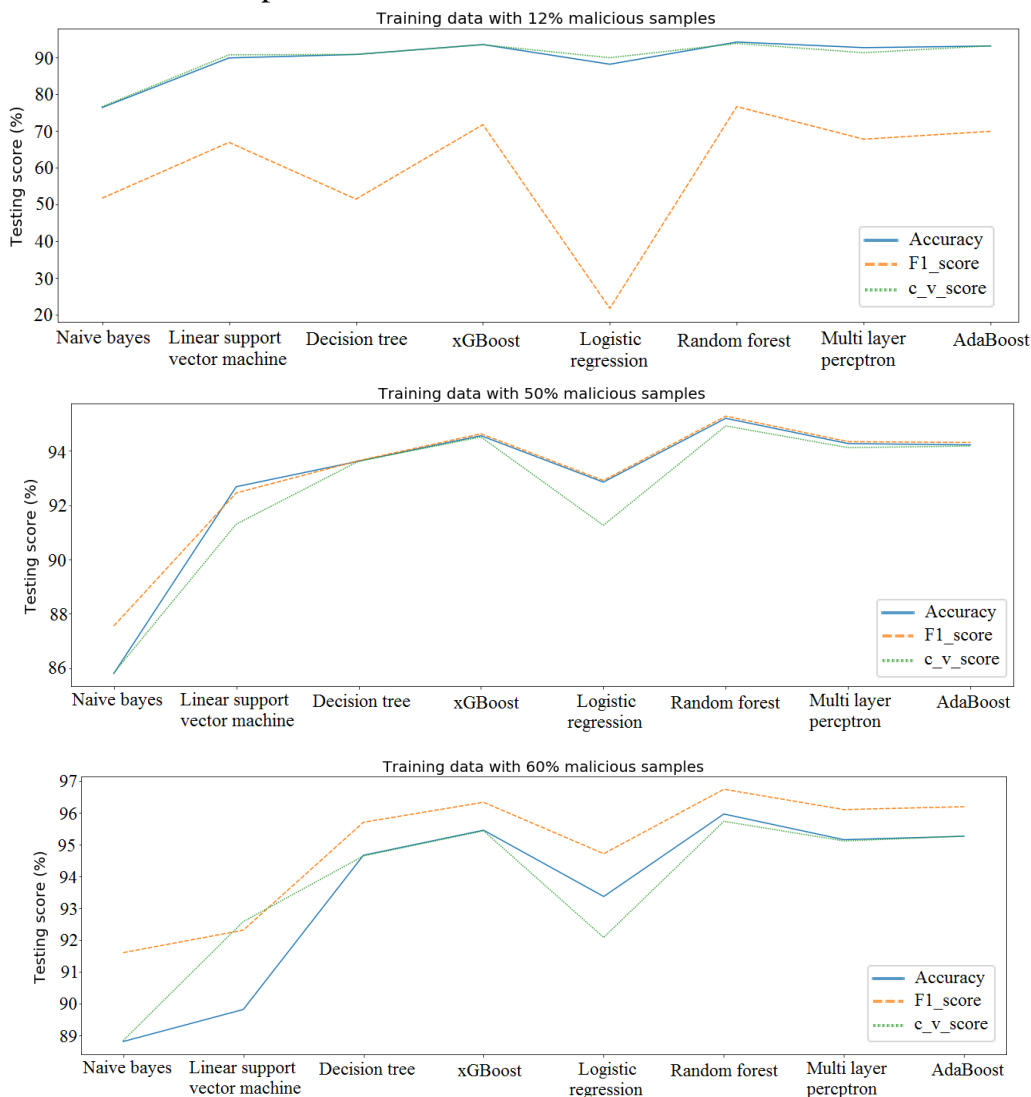 Training data with 12% malicious samples
Testing score (%)
90
80
70
60
50
40
30
20
Accuracy
F1_score
c_v_score
Naive bayes
Linear support
vector machine
Decision tree
xGBoost
Logistic
regression
Random forest
Multi layer
percptron
AdaBoost
Training data with 50% malicious samples
Testing score (%)
94
92
90
88
86
Accuracy
F1_score
c_v_score
Naive bayes
Linear support
vector machine
Decision tree
xGBoost
Logistic
regression
Random forest
Multi layer
percptron
AdaBoost
Training data with 60% malicious samples
Testing score (%)
97
96
95
94
93
92
91
90
89
Accuracy
F1_score
c_v_score
Naive bayes
Linear support
vector machine
Decision tree
xGBoost
Logistic
regression
Random forest
Multi layer
percptron
AdaBoost